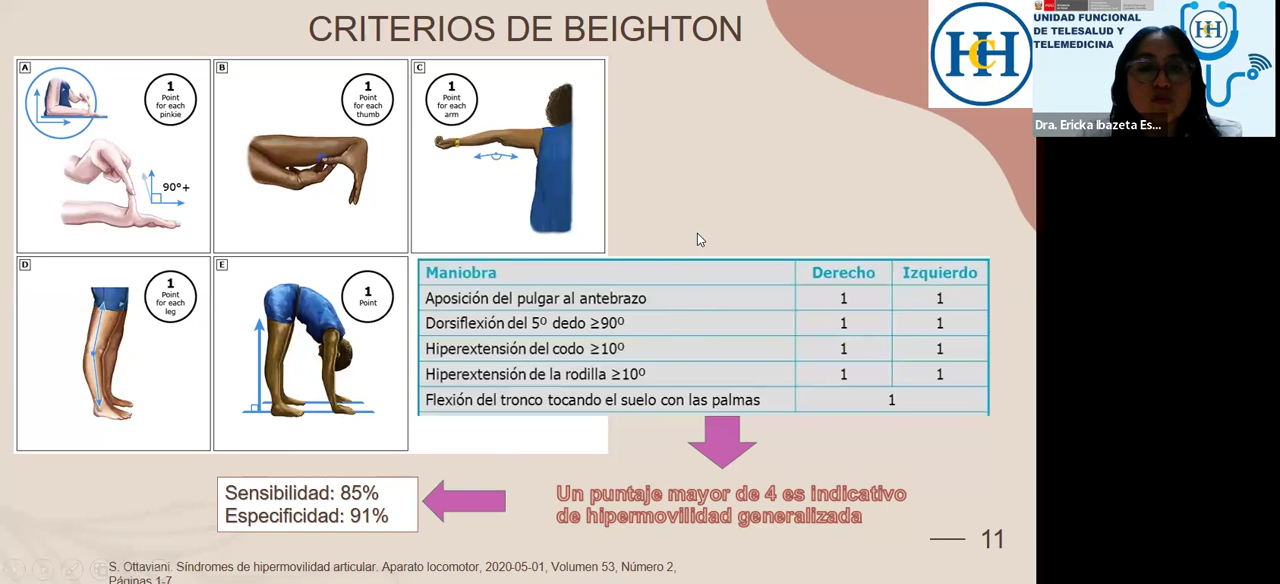 CRITERIOS DE BEIGHTON
UNIDAD FUNCIONAL
DE TELESALUD Y
TELEMEDICINA
HCH
Dra. Ericka Ibazeta Es...
A
1
Point
for each
pinkie
90°+
B
1
Point
for each
thumb
C
1
Point
for each
arm
D
1
Point
for each
leg
E
1
Point
Maniobra Derecho Izquierdo
Aposición del pulgar al antebrazo 1 1
Dorsiflexión del 5º dedo ≥90º 1 1
Hiperextensión del codo ≥10º 1 1
Hiperextensión de la rodilla ≥10º 1 1
Flexión del tronco tocando el suelo con las palmas 1
Sensibilidad: 85%
Especificidad: 91%
Un puntaje mayor de 4 es indicativo
de hipermovilidad generalizada
11
S. Ottaviani. Síndromes de hipermovilidad articular. Aparato locomotor, 2020-05-01, Volumen 53, Número 2,
Páginas 1-7